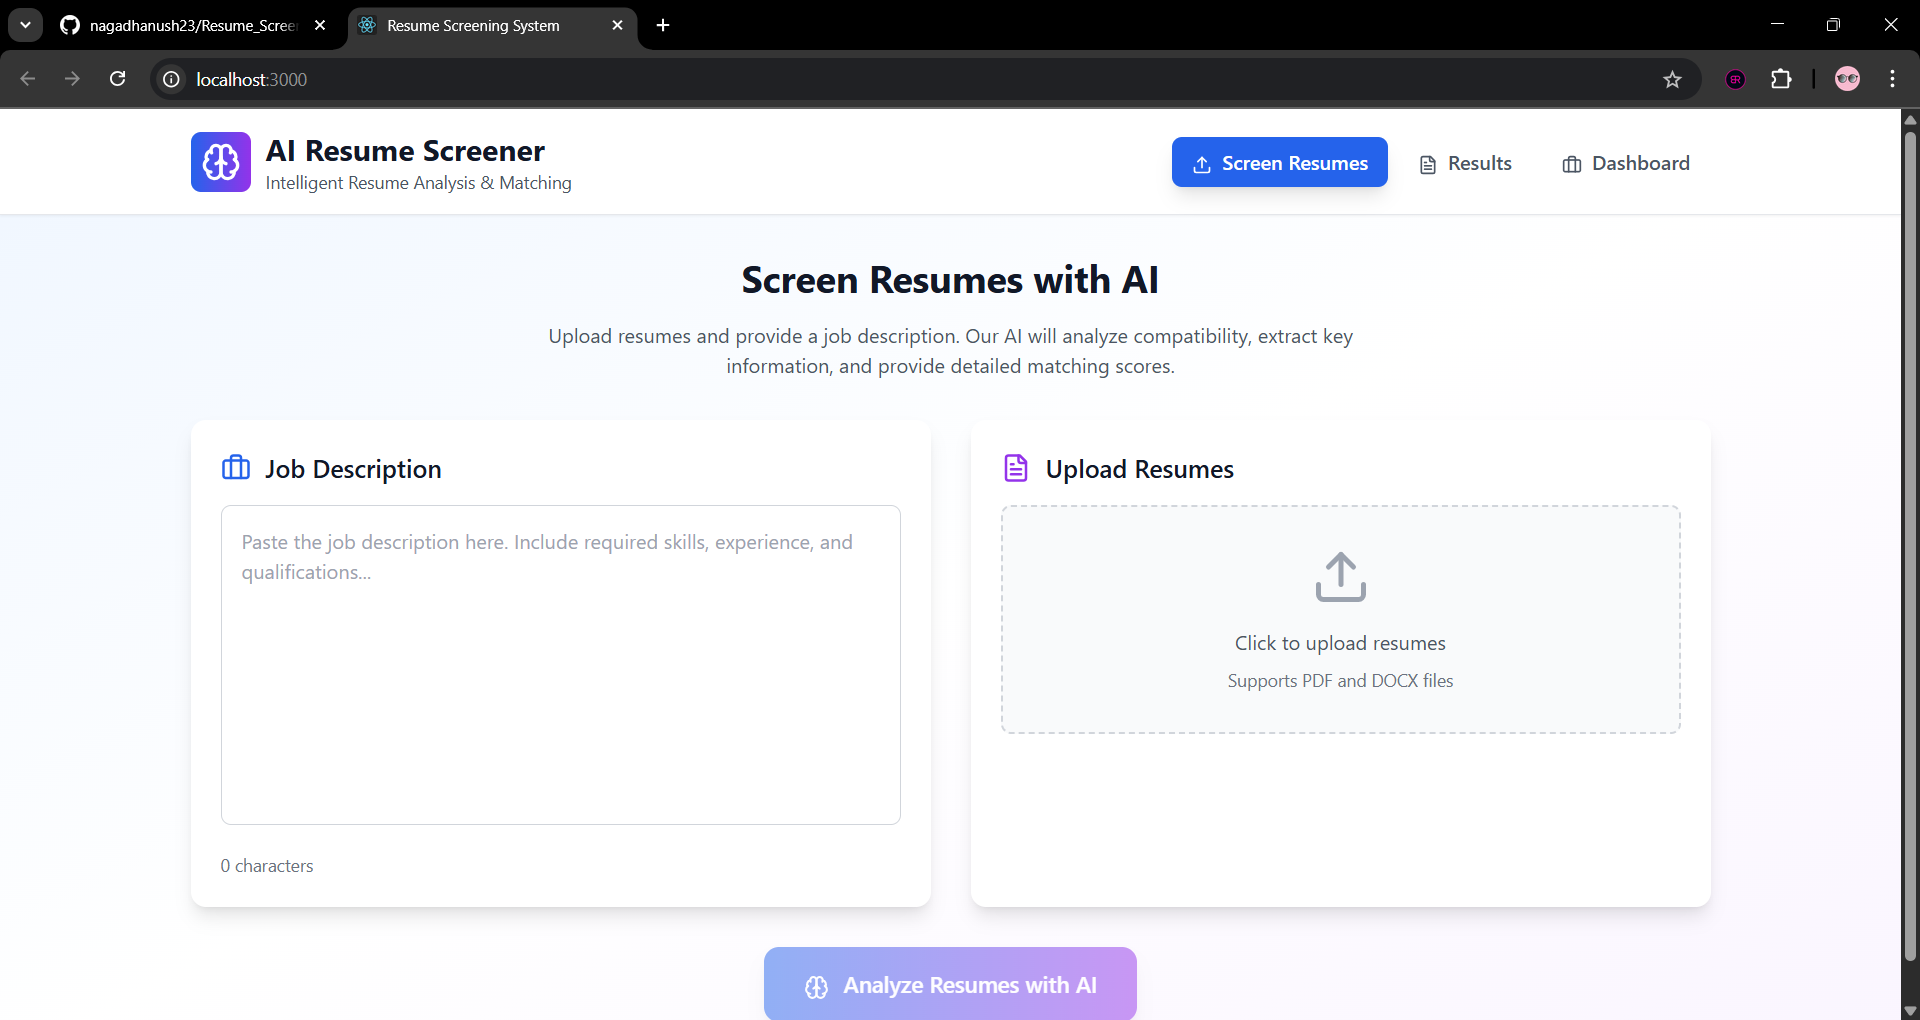 nagadhanush23/Resume_Screen
Resume Screening System
localhost:3000
AI Resume Screener
Intelligent Resume Analysis & Matching
Screen Resumes
Results
Dashboard
Screen Resumes with AI
Upload resumes and provide a job description. Our AI will analyze compatibility, extract key
information, and provide detailed matching scores.
Job Description
Paste the job description here. Include required skills, experience, and
qualifications...
0 characters
Upload Resumes
Click to upload resumes
Supports PDF and DOCX files
Analyze Resumes with AI